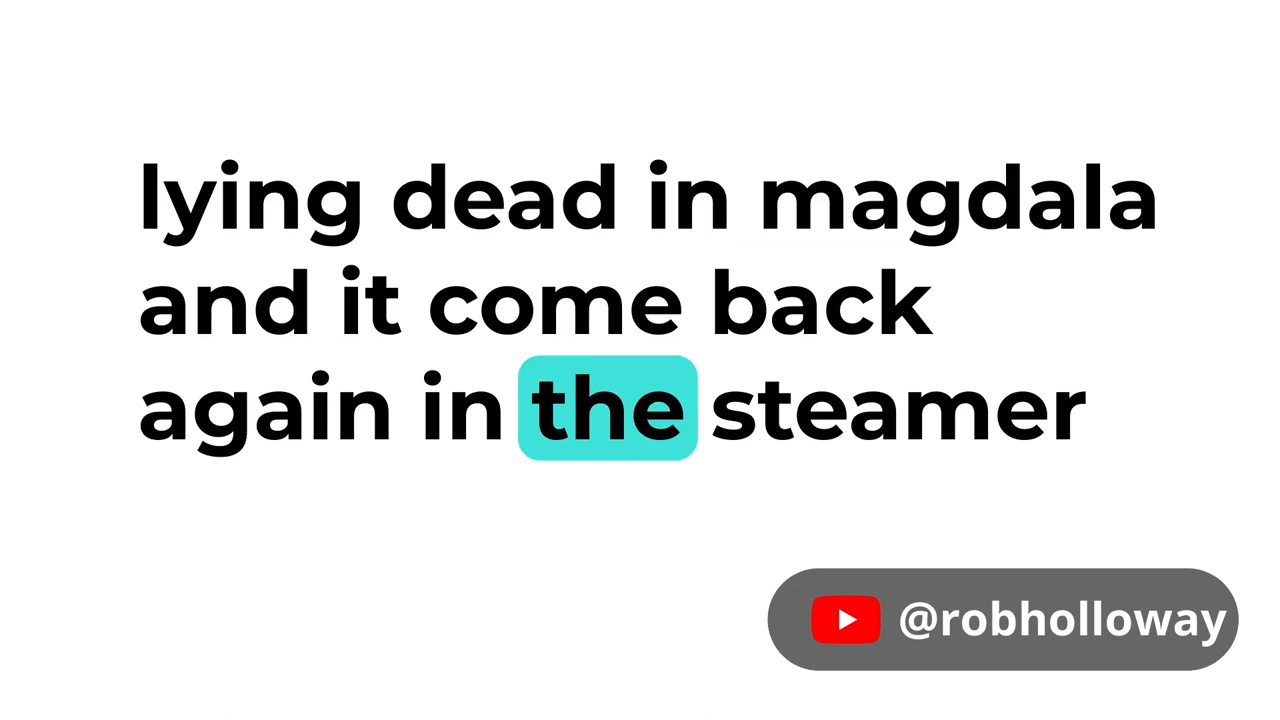 lying dead in magdala
and it come back
again in the steamer
@robholloway